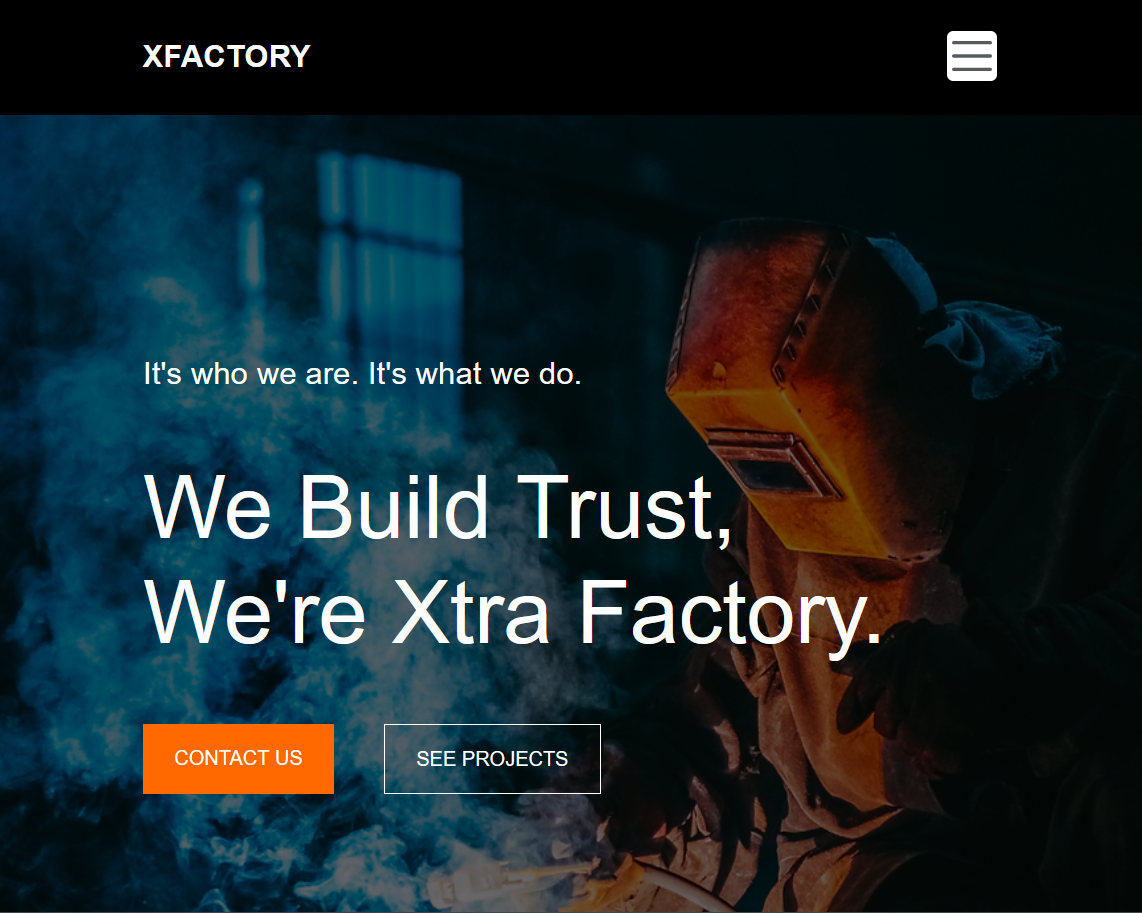 XFACTORY
It's who we are. It's what we do.
We Build Trust,
We're Xtra Factory.
CONTACT US
SEE PROJECTS